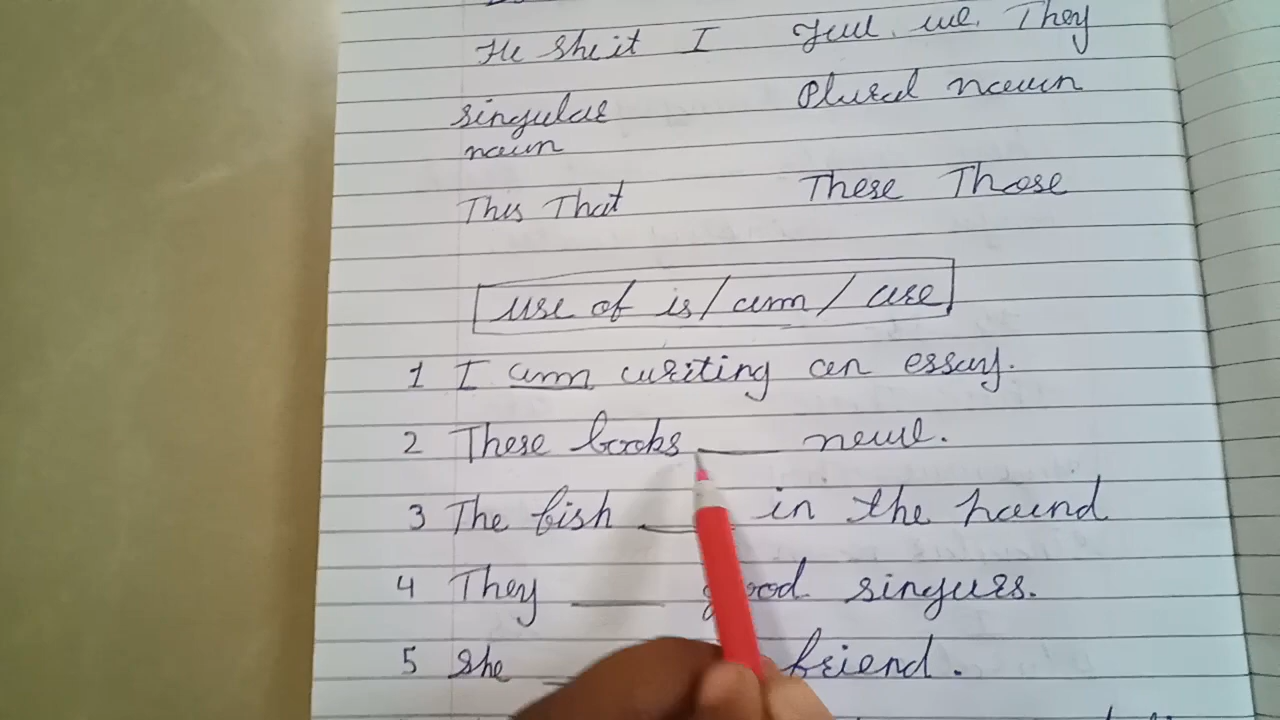 He she it I You we They
singular Plural noun
noun
This That These Those
use of is/am/are
1 I am writing an essay.
2 These books ___ new.
3 The fish ___ in the
4 They ___ good singers.
5 She ___ friend.